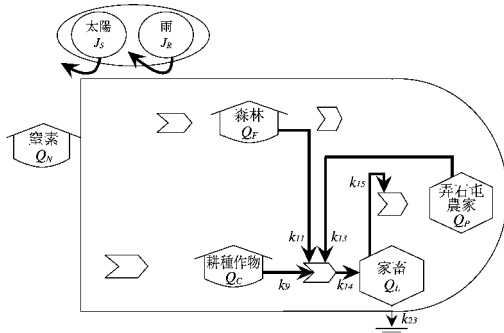 太陽
J_S
雨
J_R
森林
Q_F
窒素
Q_N
k_15
弄石屯
農家
Q_P
k_11
k_13
耕種作物
Q_C
k_9
k_14
家畜
Q_L
k_23